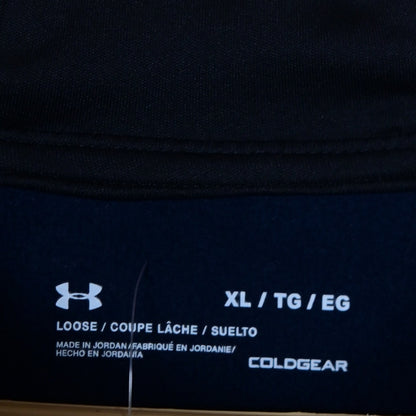 XL / TG / EG
LOOSE / COUPE LÂCHE / SUELTO
MADE IN JORDAN/FABRIQUÉ EN JORDANIE/
HECHO EN JORDANIA
COLDGEAR